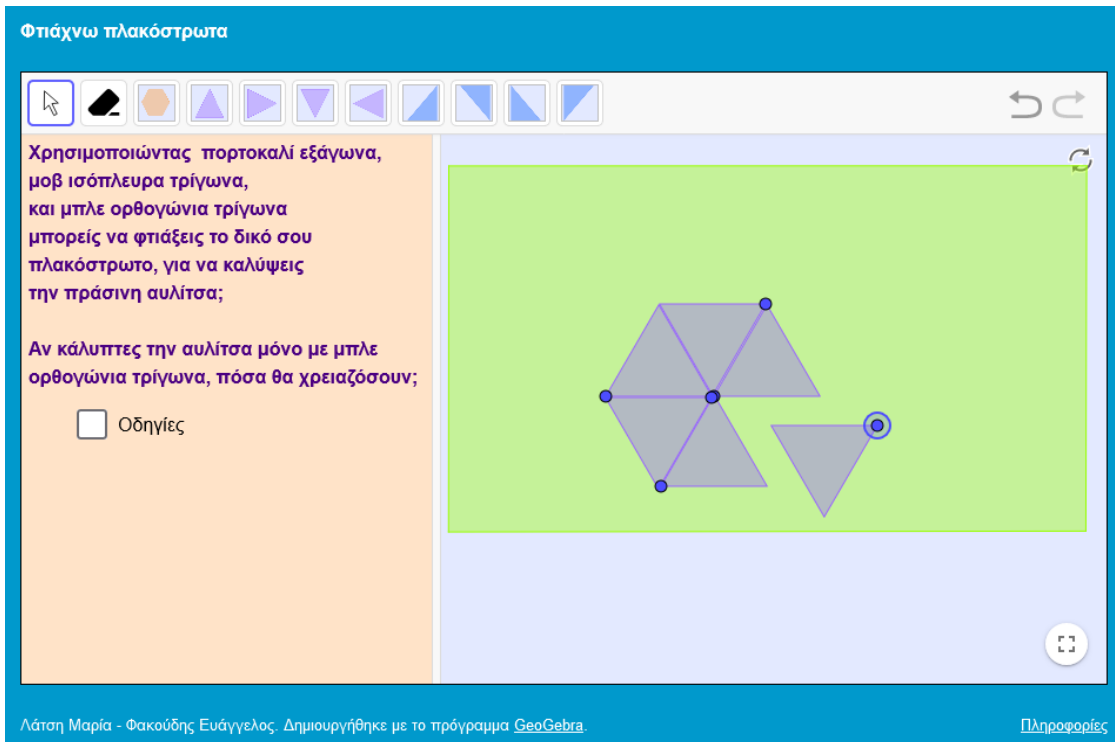 Φτιάχνω πλακόστρωτα
Χρησιμοποιώντας πορτοκαλί εξάγωνα,
μοβ ισόπλευρα τρίγωνα,
και μπλε ορθογώνια τρίγωνα
μπορείς να φτιάξεις το δικό σου
πλακόστρωτο, για να καλύψεις
την πράσινη αυλίτσα;
Αν κάλυπτες την αυλίτσα μόνο με μπλε
ορθογώνια τρίγωνα, πόσα θα χρειαζόσουν;
Οδηγίες
Λάτση Μαρία - Φακούδης Ευάγγελος. Δημιουργήθηκε με το πρόγραμμα GeoGebra.
Πληροφορίες